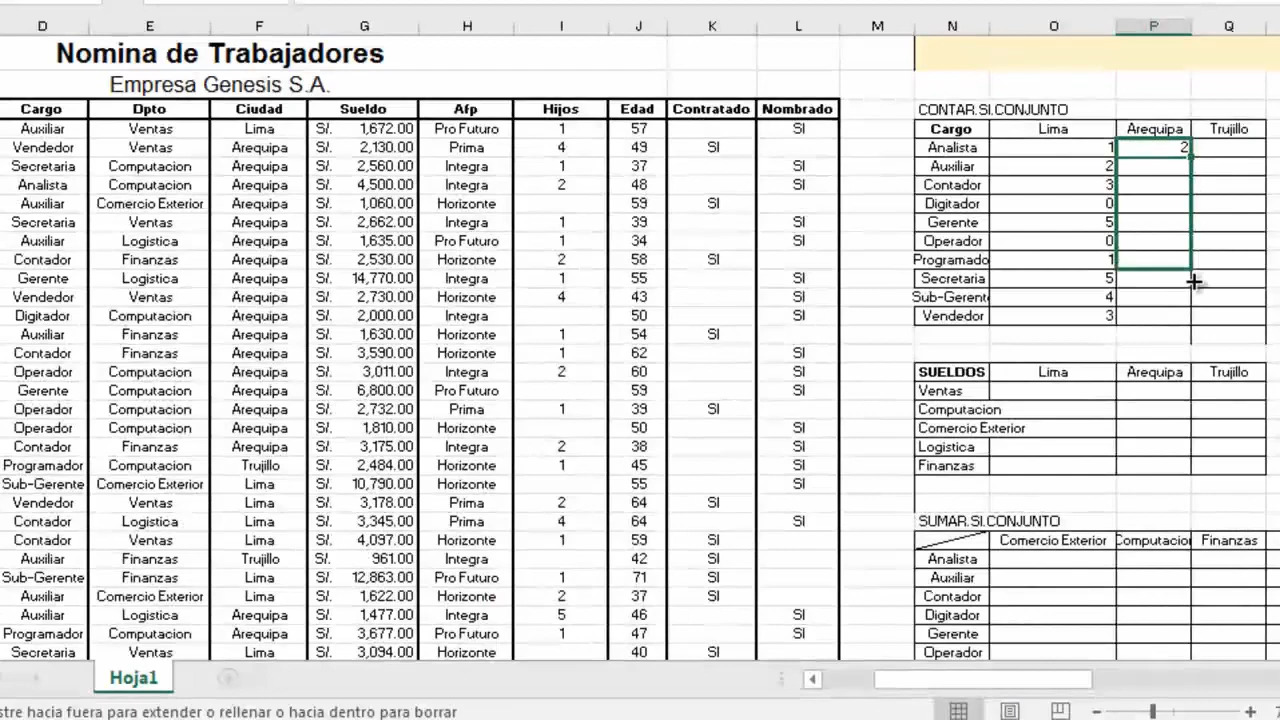 D E F G H I J K L M N O P Q
Nomina de Trabajadores
Empresa Genesis S.A.
Cargo Dpto Ciudad Sueldo Afp Hijos Edad Contratado Nombrado
Auxiliar Ventas Lima S/. 1,672.00 Pro Futuro 1 57 SI
Vendedor Ventas Arequipa S/. 2,130.00 Prima 4 49 SI
Secretaria Computacion Arequipa S/. 2,560.00 Integra 1 37 SI
Analista Computacion Arequipa S/. 4,500.00 Integra 2 48 SI
Auxiliar Comercio Exterior Arequipa S/. 1,060.00 Horizonte 59 SI
Secretaria Ventas Arequipa S/. 2,662.00 Integra 1 39 SI
Auxiliar Logistica Arequipa S/. 1,635.00 Pro Futuro 1 34 SI
Contador Finanzas Arequipa S/. 2,530.00 Horizonte 2 58 SI
Gerente Logistica Arequipa S/. 14,770.00 Integra 1 55 SI
Vendedor Ventas Arequipa S/. 2,730.00 Horizonte 4 43 SI
Digitador Computacion Arequipa S/. 2,000.00 Integra 50 SI
Auxiliar Finanzas Arequipa S/. 1,630.00 Horizonte 1 54 SI
Contador Finanzas Arequipa S/. 3,590.00 Horizonte 1 62 SI
Operador Computacion Arequipa S/. 3,011.00 Integra 2 60 SI
Gerente Computacion Arequipa S/. 6,800.00 Pro Futuro 59 SI
Operador Computacion Arequipa S/. 2,732.00 Prima 1 39 SI
Operador Computacion Arequipa S/. 1,810.00 Horizonte 50 SI
Contador Finanzas Arequipa S/. 3,175.00 Integra 2 38 SI
Programador Computacion Trujillo S/. 2,484.00 Horizonte 1 45 SI
Sub-Gerente Comercio Exterior Lima S/. 10,790.00 Horizonte 55 SI
Vendedor Ventas Lima S/. 3,178.00 Prima 2 64 SI
Contador Logistica Lima S/. 3,345.00 Prima 4 64 SI
Contador Ventas Lima S/. 4,097.00 Horizonte 1 59 SI
Auxiliar Finanzas Trujillo S/. 961.00 Integra 42 SI
Sub-Gerente Finanzas Lima S/. 12,863.00 Pro Futuro 1 71 SI
Auxiliar Comercio Exterior Lima S/. 1,622.00 Horizonte 2 37 SI
Auxiliar Logistica Arequipa S/. 1,477.00 Integra 5 46 SI
Programador Computacion Arequipa S/. 3,677.00 Pro Futuro 1 47 SI
Secretaria Ventas Lima S/. 3,094.00 Horizonte 40 SI
CONTAR.SI.CONJUNTO
Cargo Lima Arequipa Trujillo
Analista 1 2
Auxiliar 2
Contador 3
Digitador 0
Gerente 5
Operador 0
Programado 1
Secretaria 5
Sub-Gerent 4
Vendedor 3
SUELDOS Lima Arequipa Trujillo
Ventas
Computacion
Comercio Exterior
Logistica
Finanzas
SUMAR.SI.CONJUNTO
Comercio Exterior Computacion Finanzas
Analista
Auxiliar
Contador
Digitador
Gerente
Operador
Hoja1
stre hacia fuera para extender o rellenar o hacia dentro para borrar